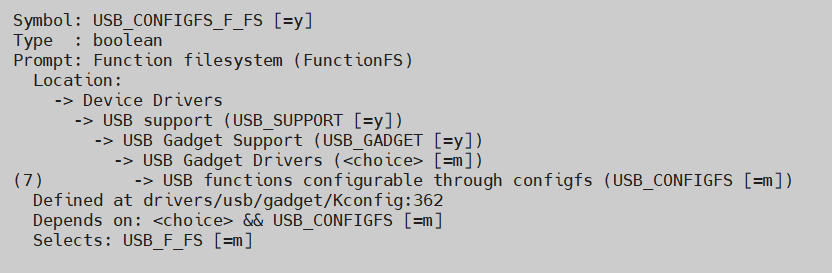 Symbol: USB_CONFIGFS_F_FS [=y]
Type  : boolean
Prompt: Function filesystem (FunctionFS)
  Location:
    -> Device Drivers
      -> USB support (USB_SUPPORT [=y])
        -> USB Gadget Support (USB_GADGET [=y])
          -> USB Gadget Drivers (<choice> [=m])
(7)         -> USB functions configurable through configfs (USB_CONFIGFS [=m])
  Defined at drivers/usb/gadget/Kconfig:362
  Depends on: <choice> && USB_CONFIGFS [=m]
  Selects: USB_F_FS [=m]